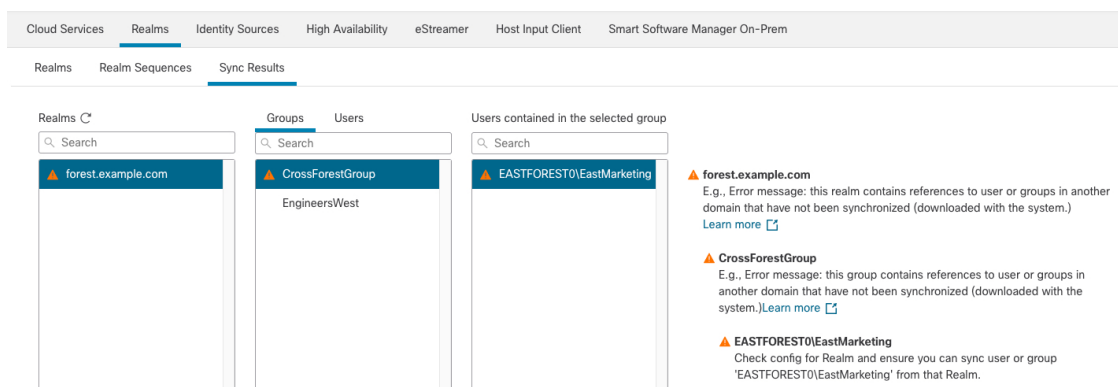 Cloud Services Realms Identity Sources High Availability eStreamer Host Input Client Smart Software Manager On-Prem
Realms Realm Sequences Sync Results
Realms
Search
forest.example.com
Groups Users
Search
CrossForestGroup
EngineersWest
Users contained in the selected group
Search
EASTFOREST0\EastMarketing
forest.example.com
E.g., Error message: this realm contains references to user or groups in another
domain that have not been synchronized (downloaded with the system.)
Learn more
CrossForestGroup
E.g., Error message: this group contains references to user or groups in
another domain that have not been synchronized (downloaded with the
system.)Learn more
EASTFOREST0\EastMarketing
Check config for Realm and ensure you can sync user or group
'EASTFOREST0\EastMarketing' from that Realm.